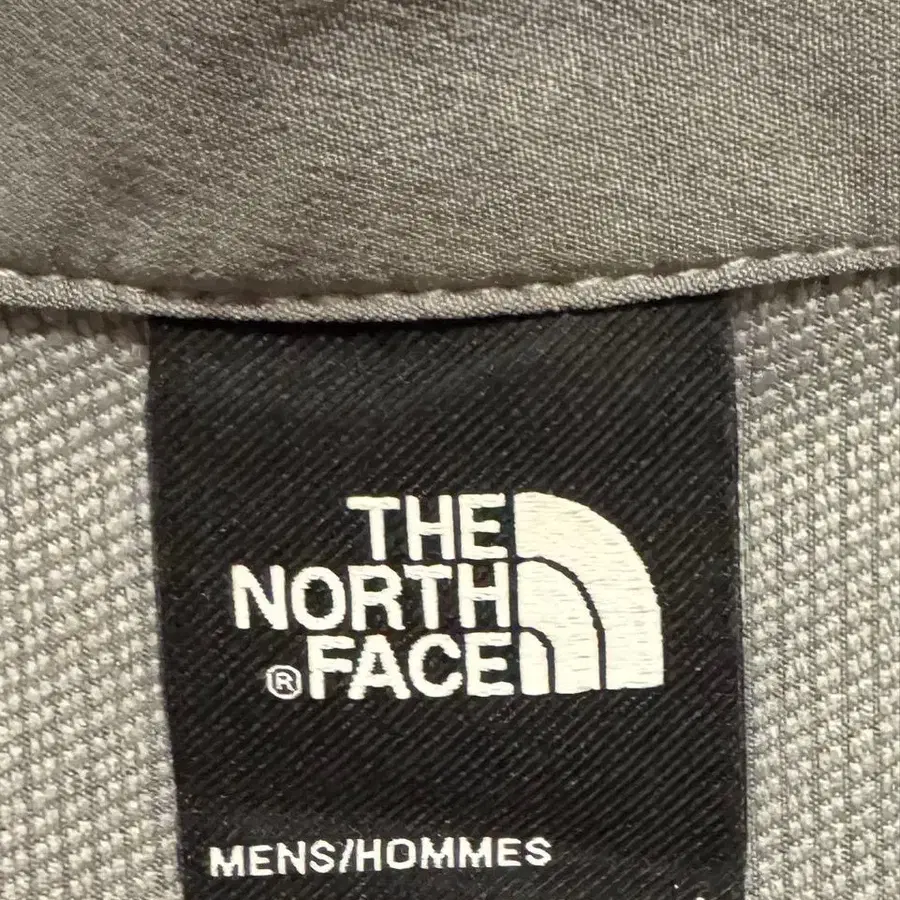 THE
NORTH
® FACE
MENS/HOMMES